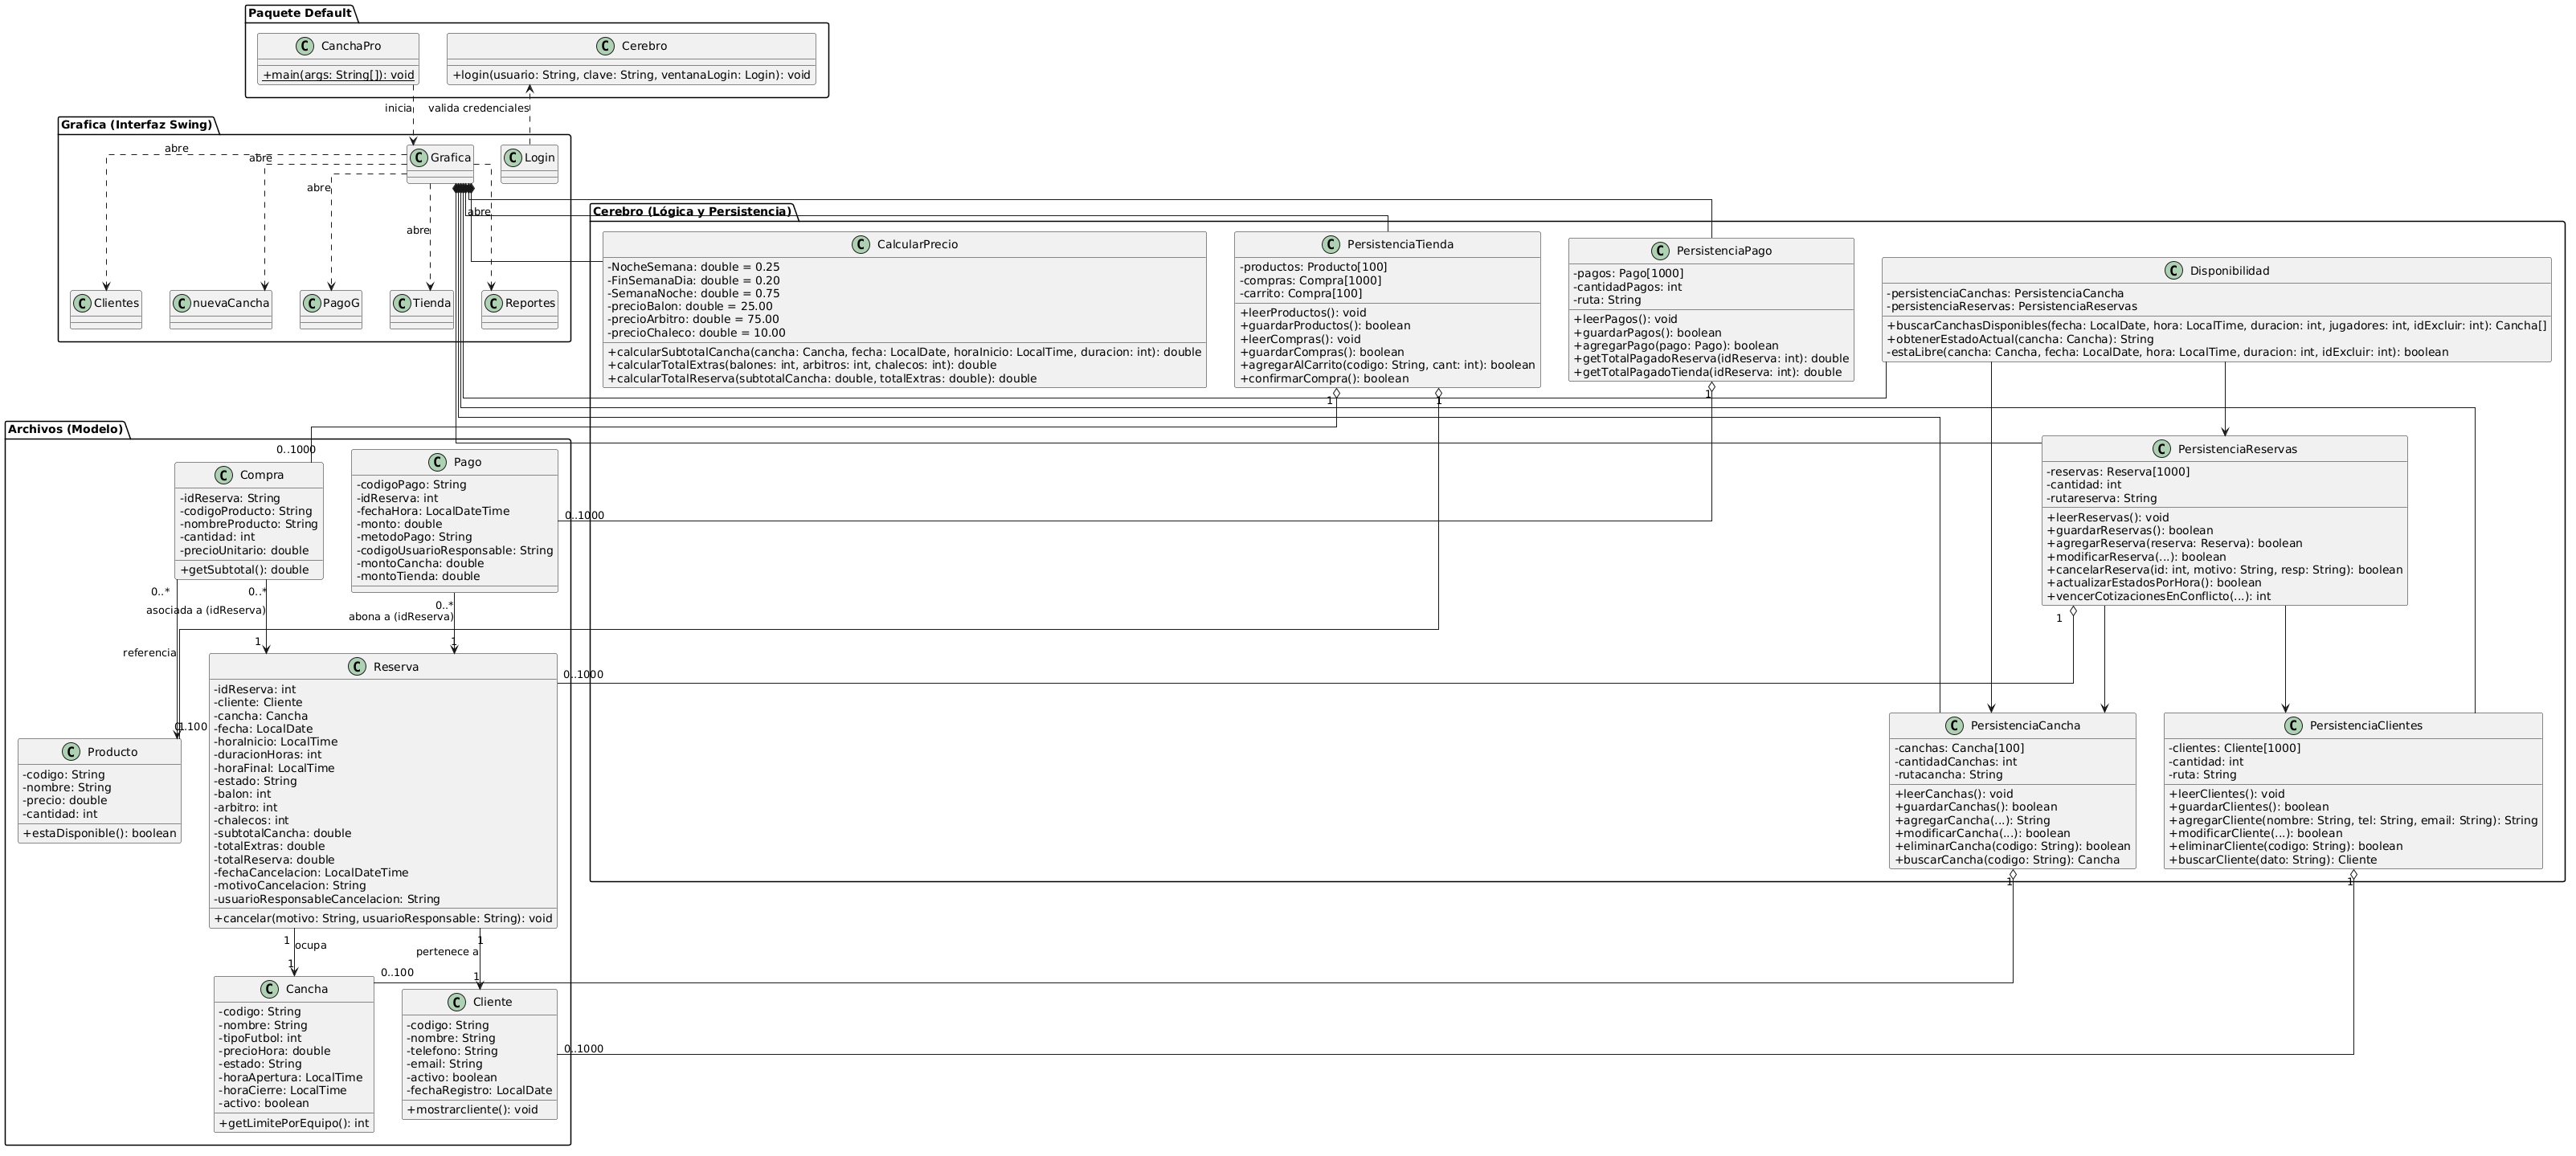 Paquete Default
CanchaPro
+main(args: String[]): void
Cerebro
+login(usuario: String, clave: String, ventanaLogin: Login): void
inicia
valida credenciales
Grafica (Interfaz Swing)
Grafica
Login
abre
abre
abre
abre
abre
Clientes
nuevaCancha
PagoG
Tienda
Reportes
Cerebro (Lógica y Persistencia)
CalcularPrecio
-NocheSemana: double = 0.25
-FinSemanaDia: double = 0.20
-SemanaNoche: double = 0.75
-precioBalon: double = 25.00
-precioArbitro: double = 75.00
-precioChaleco: double = 10.00
+calcularSubtotalCancha(cancha: Cancha, fecha: LocalDate, horaInicio: LocalTime, duracion: int): double
+calcularTotalExtras(balones: int, arbitros: int, chalecos: int): double
+calcularTotalReserva(subtotalCancha: double, totalExtras: double): double
PersistenciaTienda
-productos: Producto[100]
-compras: Compra[1000]
-carrito: Compra[100]
+leerProductos(): void
+guardarProductos(): boolean
+leerCompras(): void
+guardarCompras(): boolean
+agregarAlCarrito(codigo: String, cant: int): boolean
+confirmarCompra(): boolean
1
1
PersistenciaPago
-pagos: Pago[1000]
-cantidadPagos: int
-ruta: String
+leerPagos(): void
+guardarPagos(): boolean
+agregarPago(pago: Pago): boolean
+getTotalPagadoReserva(idReserva: int): double
+getTotalPagadoTienda(idReserva: int): double
1
Disponibilidad
-persistenciaCanchas: PersistenciaCancha
-persistenciaReservas: PersistenciaReservas
+buscarCanchasDisponibles(fecha: LocalDate, hora: LocalTime, duracion: int, jugadores: int, idExcluir: int): Cancha[]
+obtenerEstadoActual(cancha: Cancha): String
-estaLibre(cancha: Cancha, fecha: LocalDate, hora: LocalTime, duracion: int, idExcluir: int): boolean
Archivos (Modelo)
0..1000
Compra
-idReserva: String
-codigoProducto: String
-nombreProducto: String
-cantidad: int
-precioUnitario: double
+getSubtotal(): double
Pago
-codigoPago: String
-idReserva: int
-fechaHora: LocalDateTime
-monto: double
-metodoPago: String
-codigoUsuarioResponsable: String
-montoCancha: double
-montoTienda: double
0..1000
PersistenciaReservas
-reservas: Reserva[1000]
-cantidad: int
-rutareserva: String
+leerReservas(): void
+guardarReservas(): boolean
+agregarReserva(reserva: Reserva): boolean
+modificarReserva(...): boolean
+cancelarReserva(id: int, motivo: String, resp: String): boolean
+actualizarEstadosPorHora(): boolean
+vencerCotizacionesEnConflicto(...): int
1
0..*
0..*
0..*
asociada a (idReserva)
abona a (idReserva)
1
1
referencia
0..1000
Reserva
-idReserva: int
-cliente: Cliente
-cancha: Cancha
-fecha: LocalDate
-horaInicio: LocalTime
-duracionHoras: int
-horaFinal: LocalTime
-estado: String
-balon: int
-arbitro: int
-chalecos: int
-subtotalCancha: double
-totalExtras: double
-totalReserva: double
-fechaCancelacion: LocalDateTime
-motivoCancelacion: String
-usuarioResponsableCancelacion: String
+cancelar(motivo: String, usuarioResponsable: String): void
Producto
-codigo: String
-nombre: String
-precio: double
-cantidad: int
+estaDisponible(): boolean
PersistenciaCancha
-canchas: Cancha[100]
-cantidadCanchas: int
-rutacancha: String
+leerCanchas(): void
+guardarCanchas(): boolean
+agregarCancha(...): String
+modificarCancha(...): boolean
+eliminarCancha(codigo: String): boolean
+buscarCancha(codigo: String): Cancha
1
PersistenciaClientes
-clientes: Cliente[1000]
-cantidad: int
-ruta: String
+leerClientes(): void
+guardarClientes(): boolean
+agregarCliente(nombre: String, tel: String, email: String): String
+modificarCliente(...): boolean
+eliminarCliente(codigo: String): boolean
+buscarCliente(dato: String): Cliente
1
1
ocupa
1
1
pertenece a
1
0..100
Cancha
-codigo: String
-nombre: String
-tipoFutbol: int
-precioHora: double
-estado: String
-horaApertura: LocalTime
-horaCierre: LocalTime
-activo: boolean
+getLimitePorEquipo(): int
Cliente
-codigo: String
-nombre: String
-telefono: String
-email: String
-activo: boolean
-fechaRegistro: LocalDate
+mostrarcliente(): void
0..1000